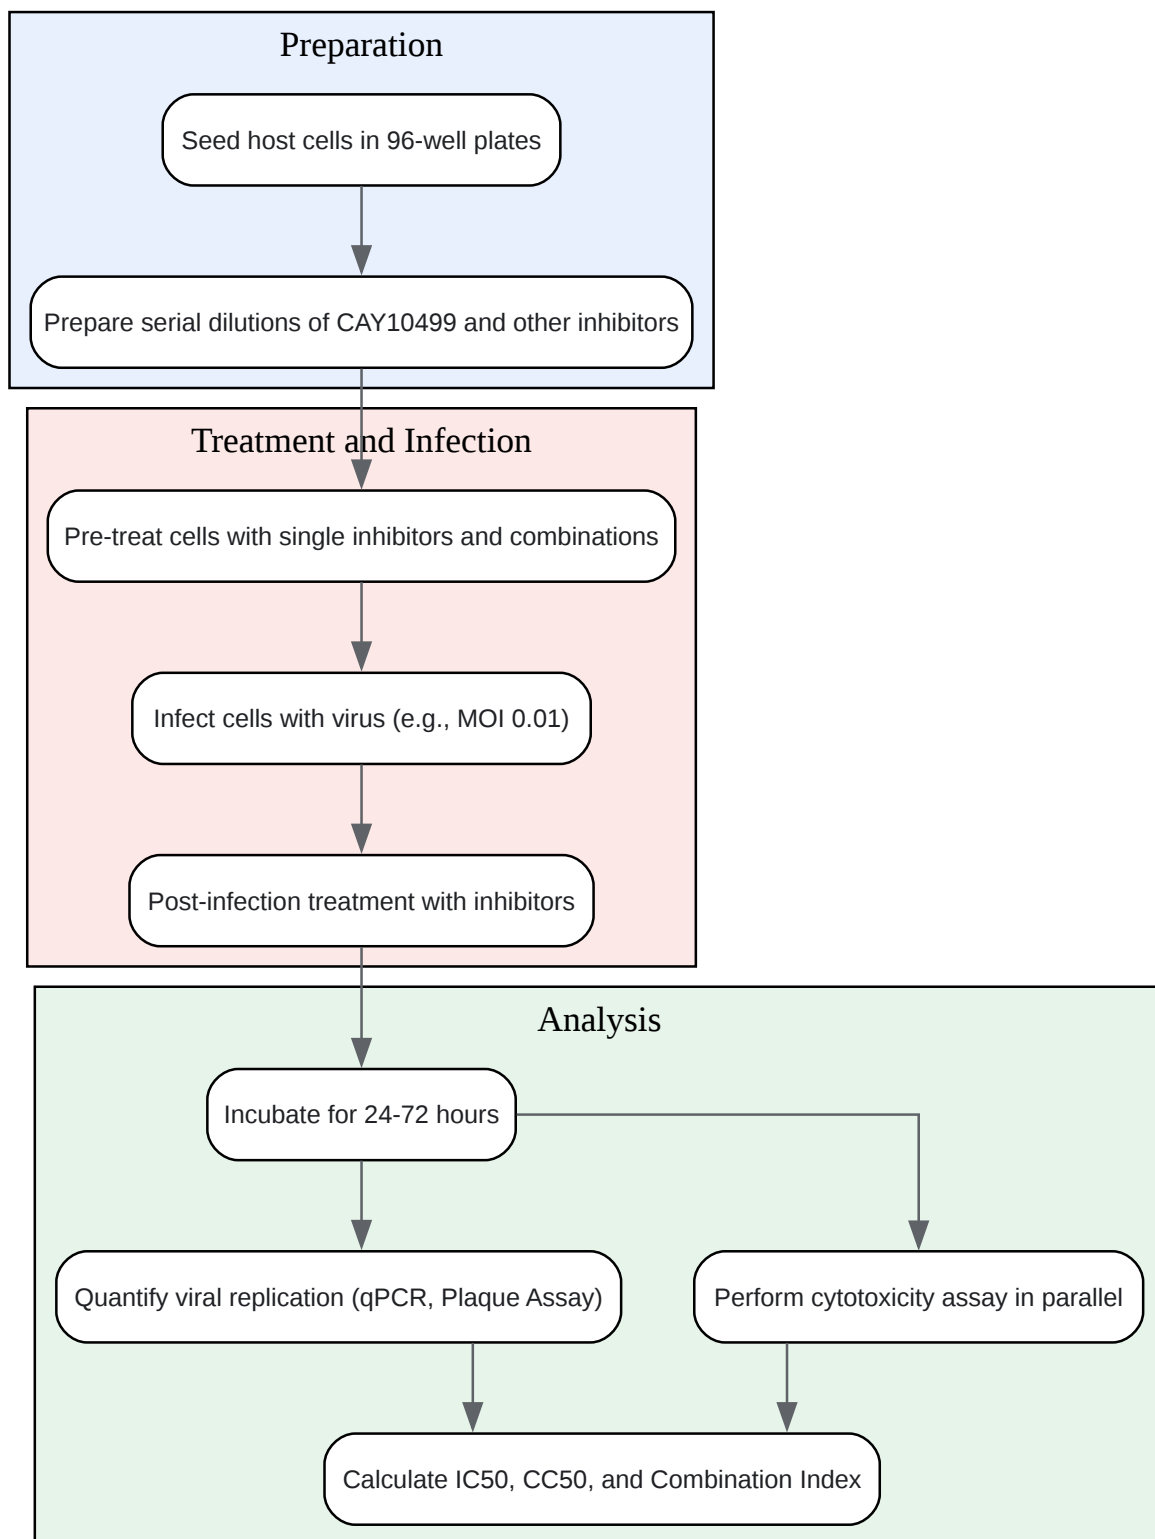 Preparation
Seed host cells in 96-well plates
Prepare serial dilutions of CAY10499 and other inhibitors
Treatment and Infection
Pre-treat cells with single inhibitors and combinations
Infect cells with virus (e.g., MOI 0.01)
Post-infection treatment with inhibitors
Analysis
Incubate for 24-72 hours
Quantify viral replication (qPCR, Plaque Assay)
Perform cytotoxicity assay in parallel
Calculate IC50, CC50, and Combination Index